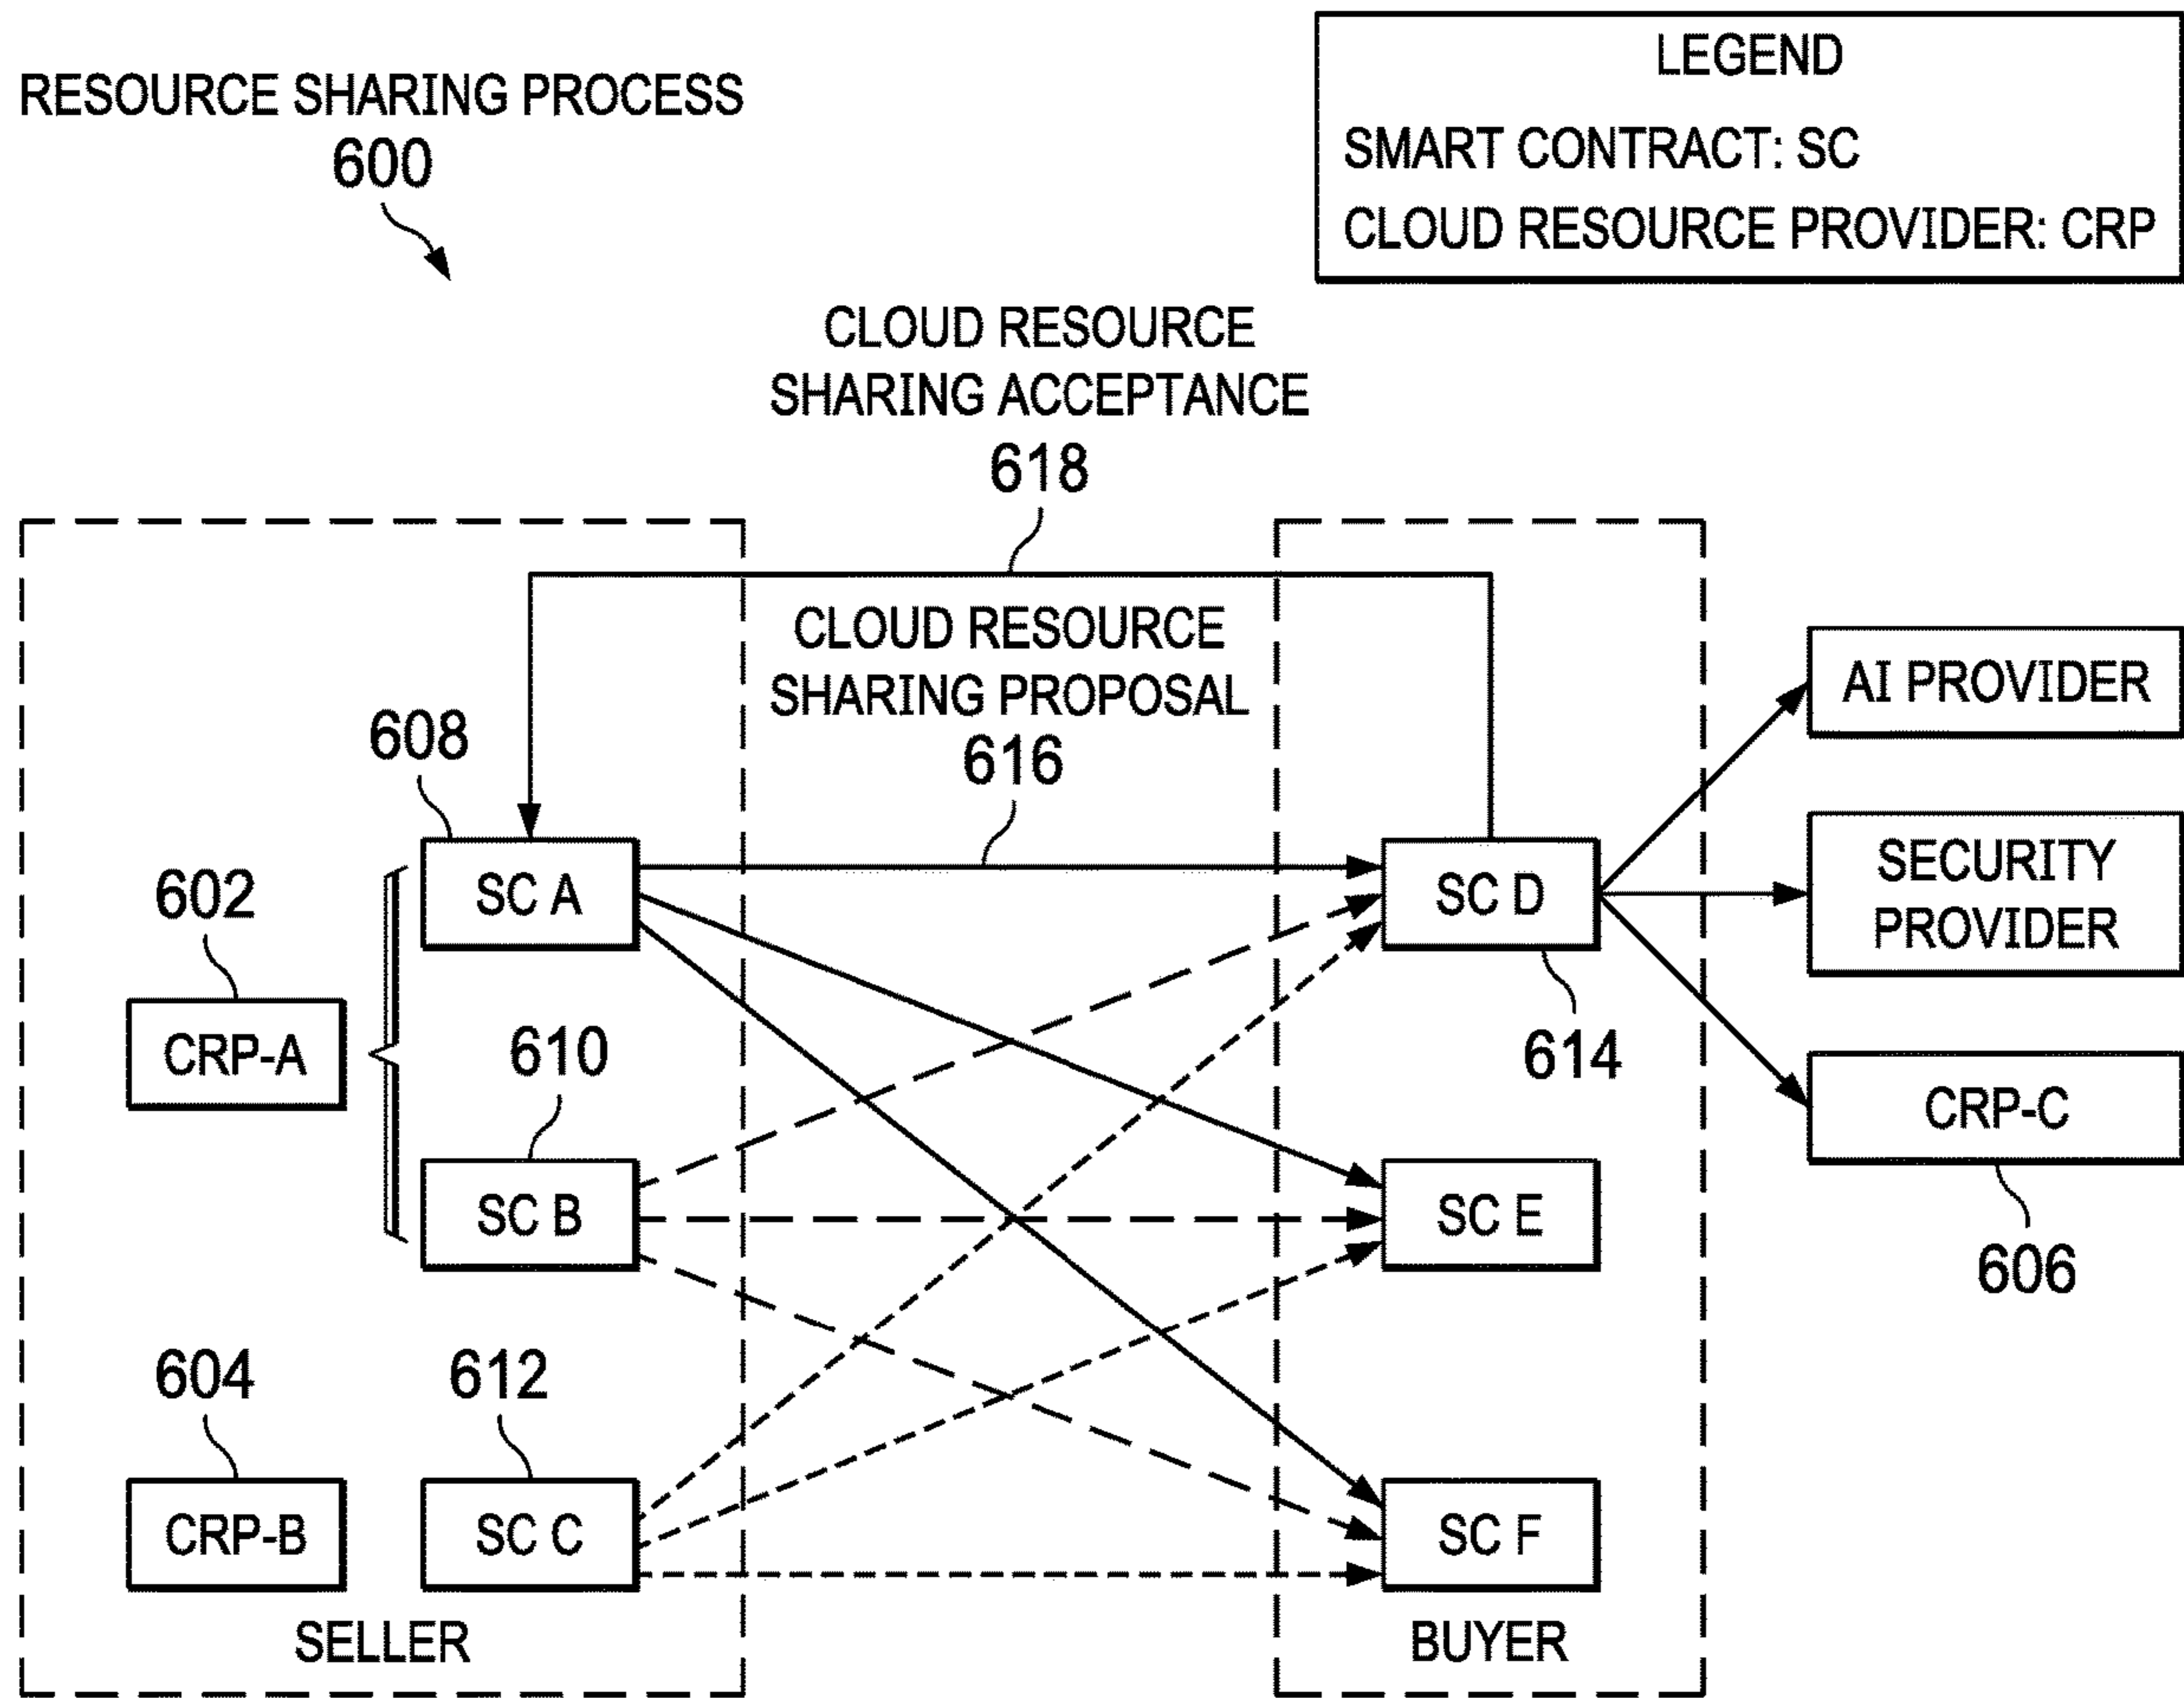 RESOURCE SHARING PROCESS
600
LEGEND
SMART CONTRACT: SC
CLOUD RESOURCE PROVIDER: CRP
CLOUD RESOURCE
SHARING ACCEPTANCE
618
CLOUD RESOURCE
SHARING PROPOSAL
616
608
SC A
602
CRP-A
610
SC B
604
CRP-B
612
SC C
SELLER
SC D
614
SC E
SC F
BUYER
AI PROVIDER
SECURITY
PROVIDER
CRP-C
606